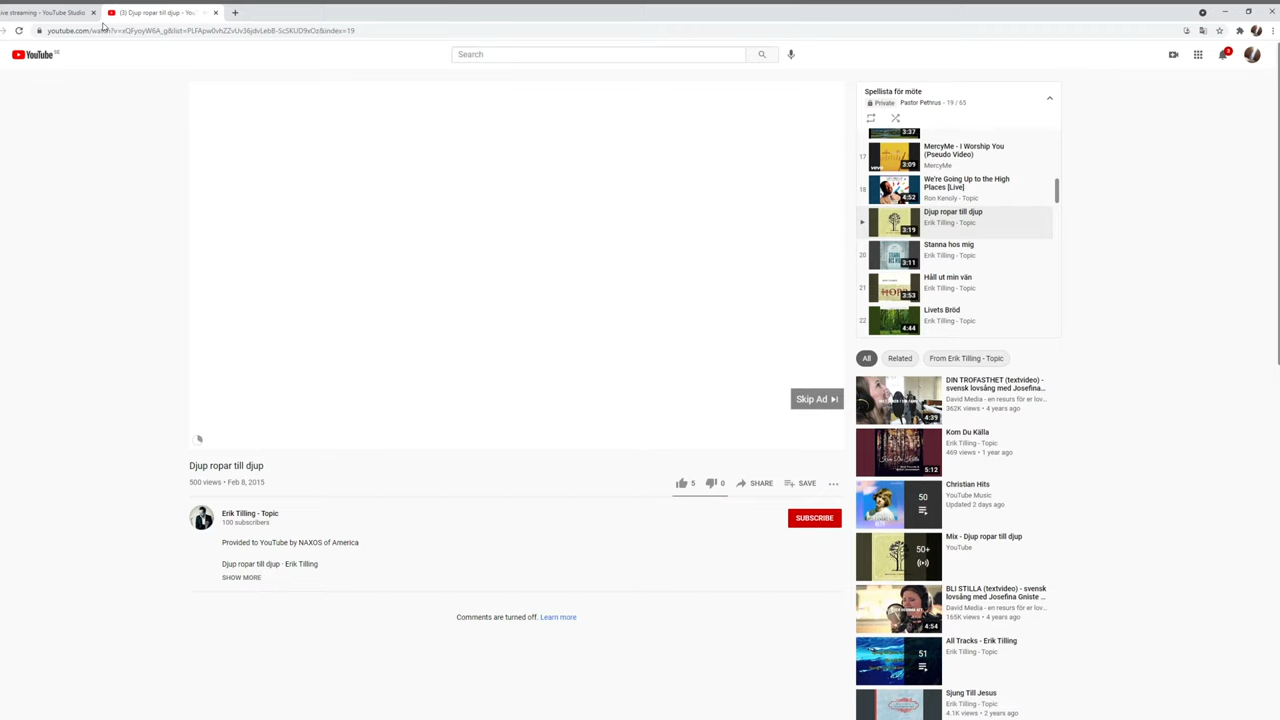 ive streaming - YouTube Studio
(3) Djup ropar till djup - You
YouTube SE
Search
3
Skip Ad
Djup ropar till djup
500 views • Feb 8, 2015
5
0
SHARE
SAVE
Erik Tilling - Topic
100 subscribers
SUBSCRIBE
Provided to YouTube by NAXOS of America
Djup ropar till djup · Erik Tilling
SHOW MORE
Comments are turned off. Learn more
Spellista för möte
Private Pastor Pethrus - 19 / 65
3:37
17
MercyMe - I Worship You
(Pseudo Video)
MercyMe
3:09
18
We're Going Up to the High
Places [Live]
Ron Kenoly - Topic
4:52
Djup ropar till djup
Erik Tilling - Topic
3:19
20
Stanna hos mig
Erik Tilling - Topic
3:11
21
Håll ut min vän
Erik Tilling - Topic
3:53
22
Livets Bröd
Erik Tilling - Topic
4:44
All
Related
From Erik Tilling - Topic
DIN TROFASTHET (textvideo) -
svensk lovsång med Josefina...
David Media - en resurs för er lov...
362K views • 4 years ago
4:39
Kom Du Källa
Erik Tilling - Topic
469 views • 1 year ago
5:12
Christian Hits
YouTube Music
Updated 2 days ago
50
Mix - Djup ropar till djup
YouTube
50+
BLI STILLA (textvideo) - svensk
lovsång med Josefina Gniste ...
David Media - en resurs för er lov...
165K views • 4 years ago
4:54
All Tracks - Erik Tilling
Erik Tilling - Topic
51
Sjung Till Jesus
Erik Tilling - Topic
4.1K views • 2 years ago